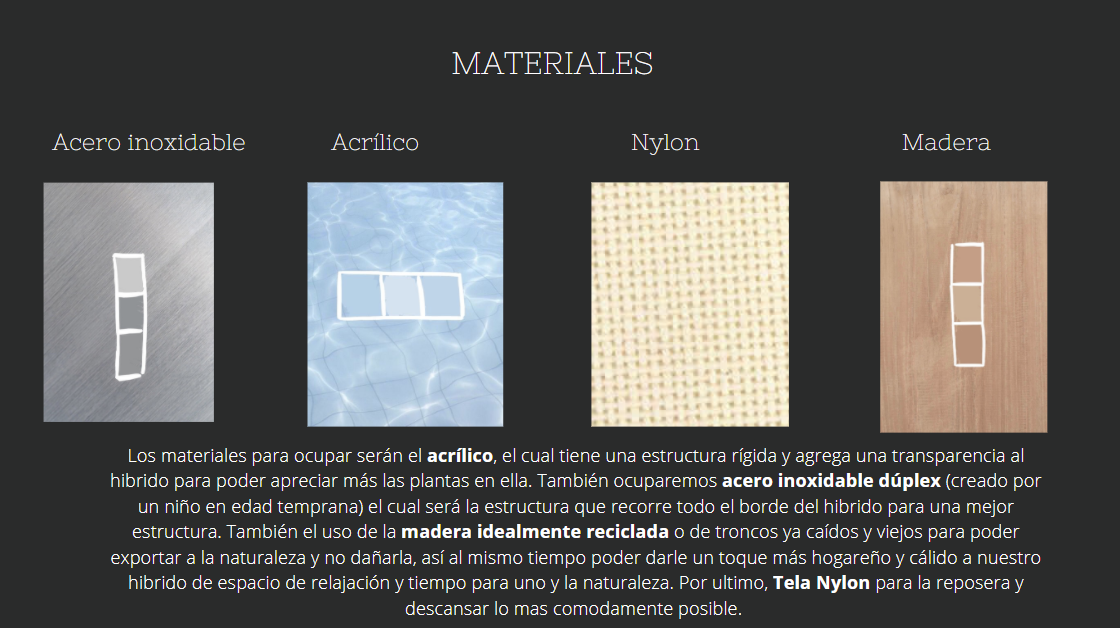 MATERIALES
Acero inoxidable
Acrílico
Nylon
Madera
Los materiales para ocupar serán el acrílico, el cual tiene una estructura rígida y agrega una transparencia al
hibrido para poder apreciar más las plantas en ella. También ocuparemos acero inoxidable dúplex (creado por
un niño en edad temprana) el cual será la estructura que recorre todo el borde del hibrido para una mejor
estructura. También el uso de la madera idealmente reciclada o de troncos ya caídos y viejos para poder
exportar a la naturaleza y no dañarla, así al mismo tiempo poder darle un toque más hogareño y cálido a nuestro
hibrido de espacio de relajación y tiempo para uno y la naturaleza. Por ultimo, Tela Nylon para la reposera y
descansar lo mas comodamente posible.